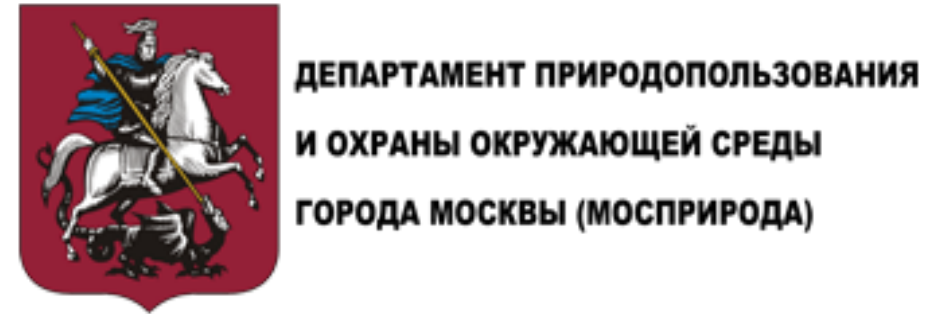 ДЕПАРТАМЕНТ ПРИРОДОПОЛЬЗОВАНИЯ
И ОХРАНЫ ОКРУЖАЮЩЕЙ СРЕДЫ
ГОРОДА МОСКВЫ (МОСПРИРОДА)